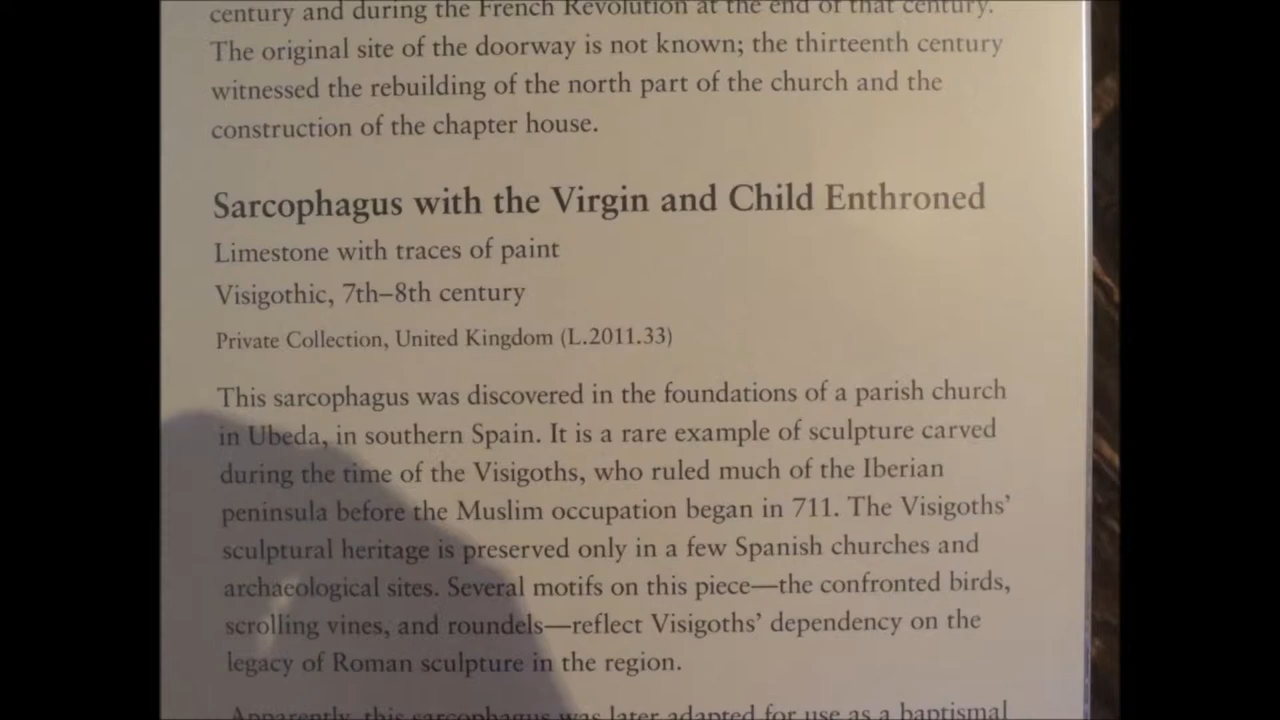 century and during the French Revolution at the end of that century.
The original site of the doorway is not known; the thirteenth century
witnessed the rebuilding of the north part of the church and the
construction of the chapter house.
Sarcophagus with the Virgin and Child Enthroned
Limestone with traces of paint
Visigothic, 7th–8th century
Private Collection, United Kingdom (L.2011.33)
This sarcophagus was discovered in the foundations of a parish church
in Ubeda, in southern Spain. It is a rare example of sculpture carved
during the time of the Visigoths, who ruled much of the Iberian
peninsula before the Muslim occupation began in 711. The Visigoths’
sculptural heritage is preserved only in a few Spanish churches and
archaeological sites. Several motifs on this piece—the confronted birds,
scrolling vines, and roundels—reflect Visigoths’ dependency on the
legacy of Roman sculpture in the region.
Apparently, this sarcophagus was later adapted for use as a baptismal